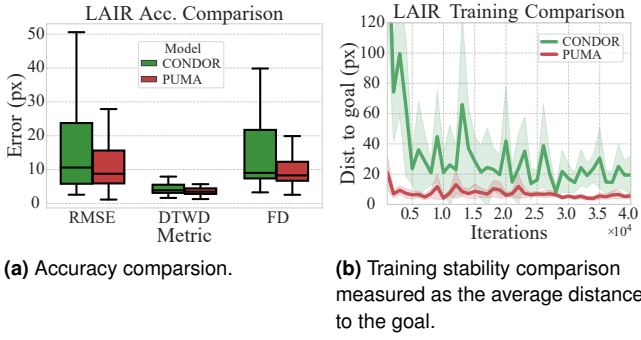 LAIR Acc. Comparison
Error (px)
50
40
30
20
10
0
Model
CONDOR
PUMA
RMSE
DTWD
FD
Metric
(a) Accuracy comparsion.
LAIR Training Comparison
Dist. to goal (px)
120
100
80
60
40
20
0
CONDOR
PUMA
0.5 1.0 1.5 2.0 2.5 3.0 3.5 4.0
Iterations
×10⁴
(b) Training stability comparison
measured as the average distance
to the goal.